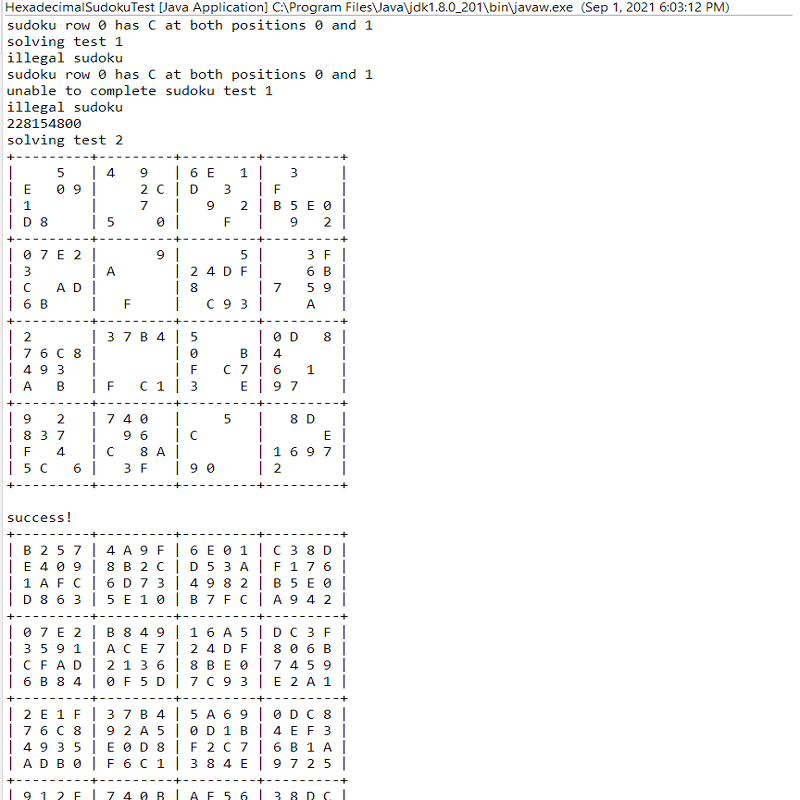 HexadecimalSudokuTest [Java Application] C:\Program Files\Java\jdk1.8.0_201\bin\javaw.exe  (Sep 1, 2021 6:03:12 PM)
sudoku row 0 has C at both positions 0 and 1
solving test 1
illegal sudoku
sudoku row 0 has C at both positions 0 and 1
unable to complete sudoku test 1
illegal sudoku
228154800
solving test 2
+---------+---------+---------+---------+
|     5   | 4   9   | 6 E   1 |   3     |
| E   0 9 |     2 C | D   3   | F       |
| 1       |     7   |   9   2 | B 5 E 0 |
| D 8     | 5     0 |     F   |   9   2 |
+---------+---------+---------+---------+
| 0 7 E 2 |       9 |       5 |     3 F |
| 3       | A       | 2 4 D F |     6 B |
| C   A D |         | 8       | 7   5 9 |
| 6 B     |   F     |   C 9 3 |     A   |
+---------+---------+---------+---------+
| 2       | 3 7 B 4 | 5       | 0 D   8 |
| 7 6 C 8 |         | 0     B | 4       |
| 4 9 3   |         | F   C 7 | 6   1   |
| A   B   | F   C 1 | 3     E | 9 7     |
+---------+---------+---------+---------+
| 9   2   | 7 4 0   |     5   |   8 D   |
| 8 3 7   |   9 6   | C       |       E |
| F   4   | C   8 A |         | 1 6 9 7 |
| 5 C   6 |   3 F   | 9 0     | 2       |
+---------+---------+---------+---------+
success!
+---------+---------+---------+---------+
| B 2 5 7 | 4 A 9 F | 6 E 0 1 | C 3 8 D |
| E 4 0 9 | 8 B 2 C | D 5 3 A | F 1 7 6 |
| 1 A F C | 6 D 7 3 | 4 9 8 2 | B 5 E 0 |
| D 8 6 3 | 5 E 1 0 | B 7 F C | A 9 4 2 |
+---------+---------+---------+---------+
| 0 7 E 2 | B 8 4 9 | 1 6 A 5 | D C 3 F |
| 3 5 9 1 | A C E 7 | 2 4 D F | 8 0 6 B |
| C F A D | 2 1 3 6 | 8 B E 0 | 7 4 5 9 |
| 6 B 8 4 | 0 F 5 D | 7 C 9 3 | E 2 A 1 |
+---------+---------+---------+---------+
| 2 E 1 F | 3 7 B 4 | 5 A 6 9 | 0 D C 8 |
| 7 6 C 8 | 9 2 A 5 | 0 D 1 B | 4 E F 3 |
| 4 9 3 5 | E 0 D 8 | F 2 C 7 | 6 B 1 A |
| A D B 0 | F 6 C 1 | 3 8 4 E | 9 7 2 5 |
+---------+---------+---------+---------+
| 9 1 2 E | 7 4 0 B | A F 5 6 | 3 8 D C |